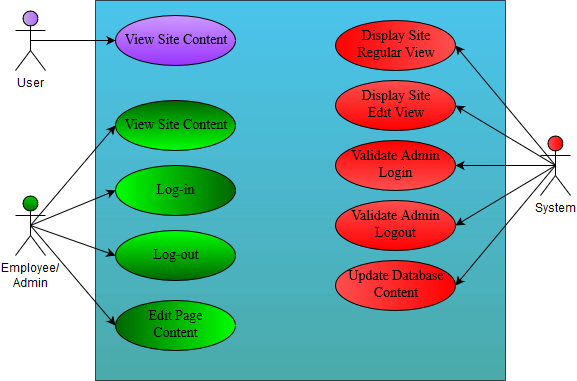 View Site Content
User
View Site Content
Log-in
Log-out
Edit Page
Content
Employee/
Admin
Display Site
Regular View
Display Site
Edit View
Validate Admin
Login
Validate Admin
Logout
Update Database
Content
System